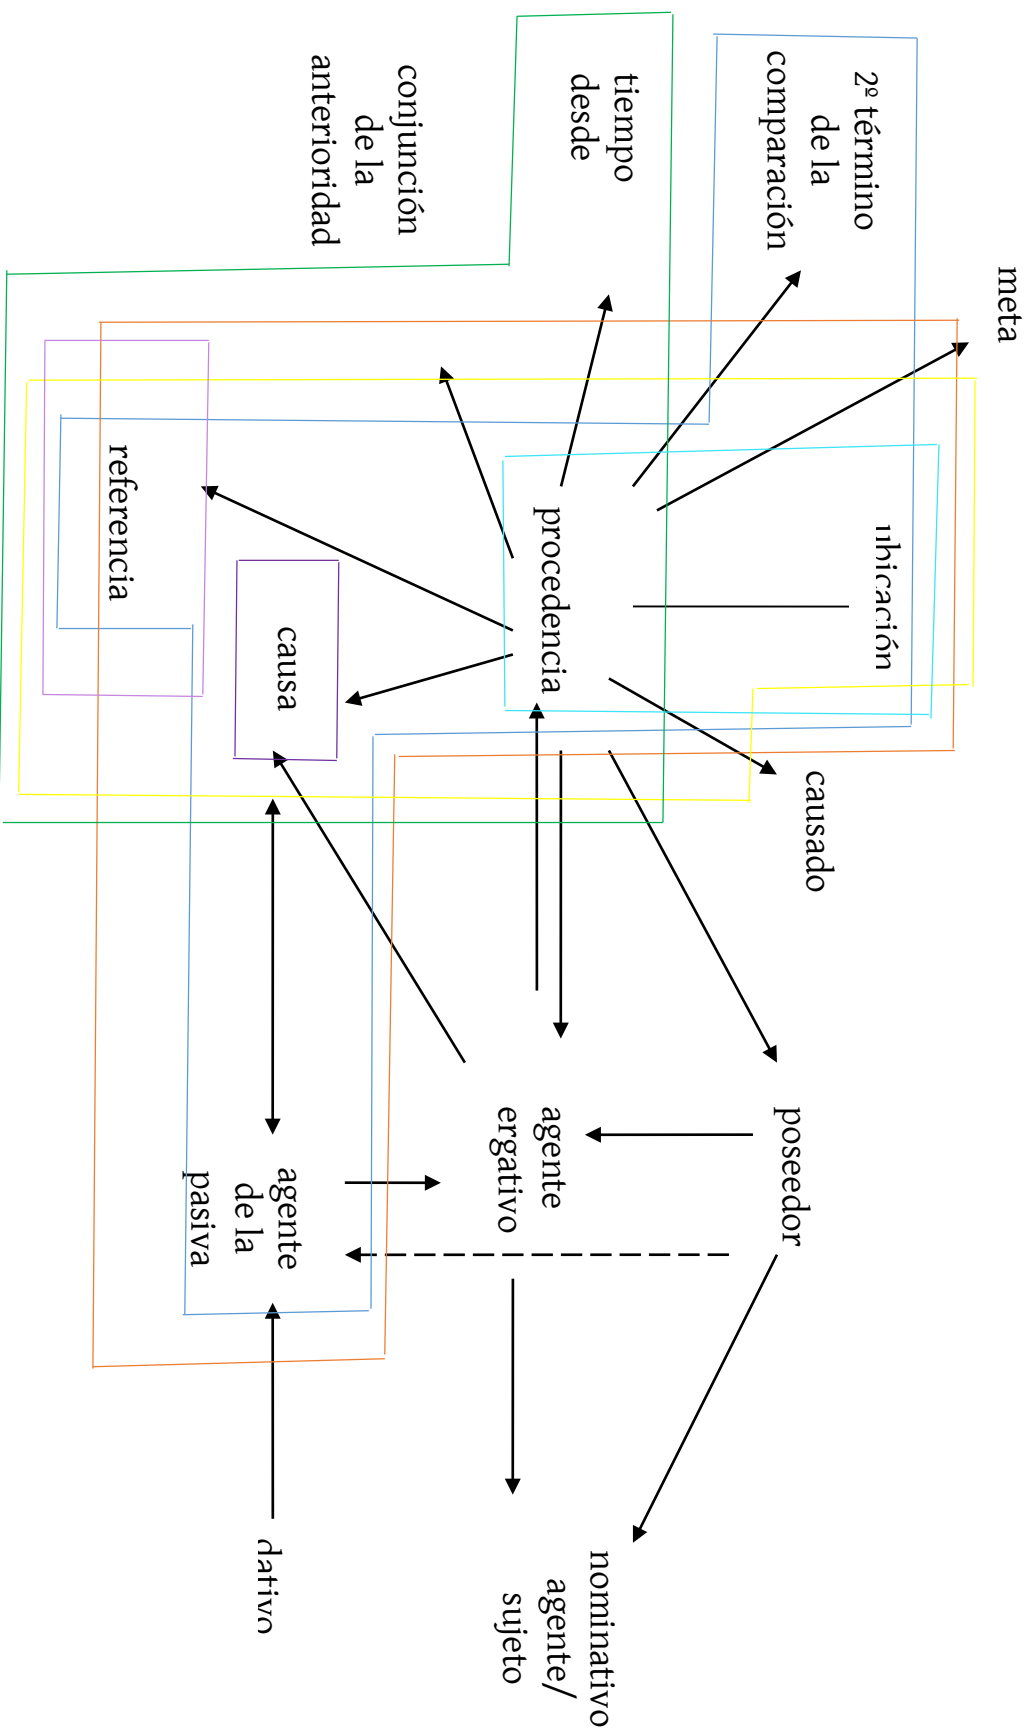 meta
2º término
de la
comparación
tiempo
desde
conjunción
de la
anterioridad
ubicación
procedencia
referencia
causa
causado
poseedor
agente
ergativo
agente
de la
pasiva
nominativo
agente/
sujeto
dativo